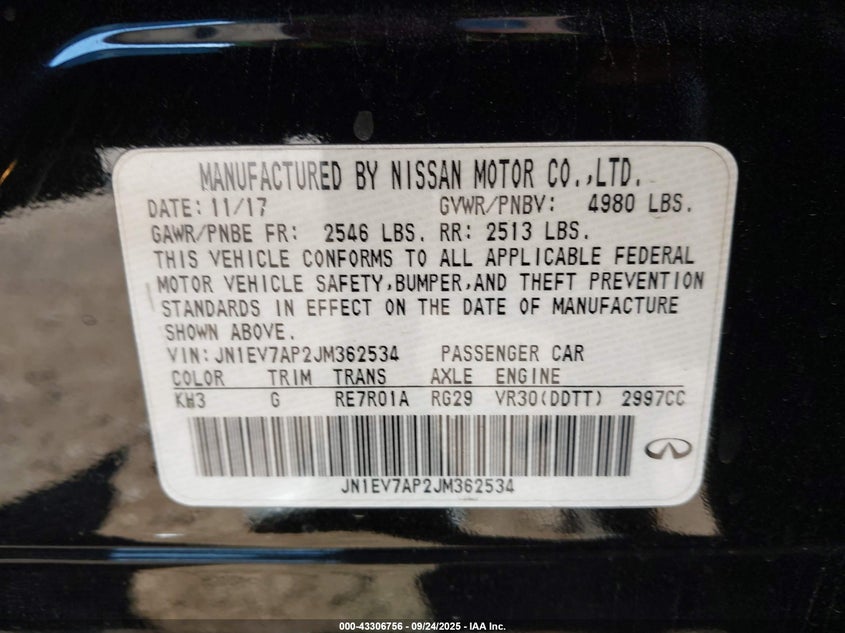 MANUFACTURED BY NISSAN MOTOR CO.,LTD.
DATE: 11/17 GVWR/PNBV: 4980 LBS.
GAWR/PNBE FR: 2546 LBS. RR: 2513 LBS.
THIS VEHICLE CONFORMS TO ALL APPLICABLE FEDERAL
MOTOR VEHICLE SAFETY,BUMPER,AND THEFT PREVENTION
STANDARDS IN EFFECT ON THE DATE OF MANUFACTURE
SHOWN ABOVE.
VIN:JN1EV7AP2JM362534 PASSENGER CAR
COLOR TRIM TRANS AXLE ENGINE
KH3 G RE7R01A RG29 VR30(DDTT) 2997CC
JN1EV7AP2JM362534
000-43306756 - 09/24/2025 - IAA Inc.